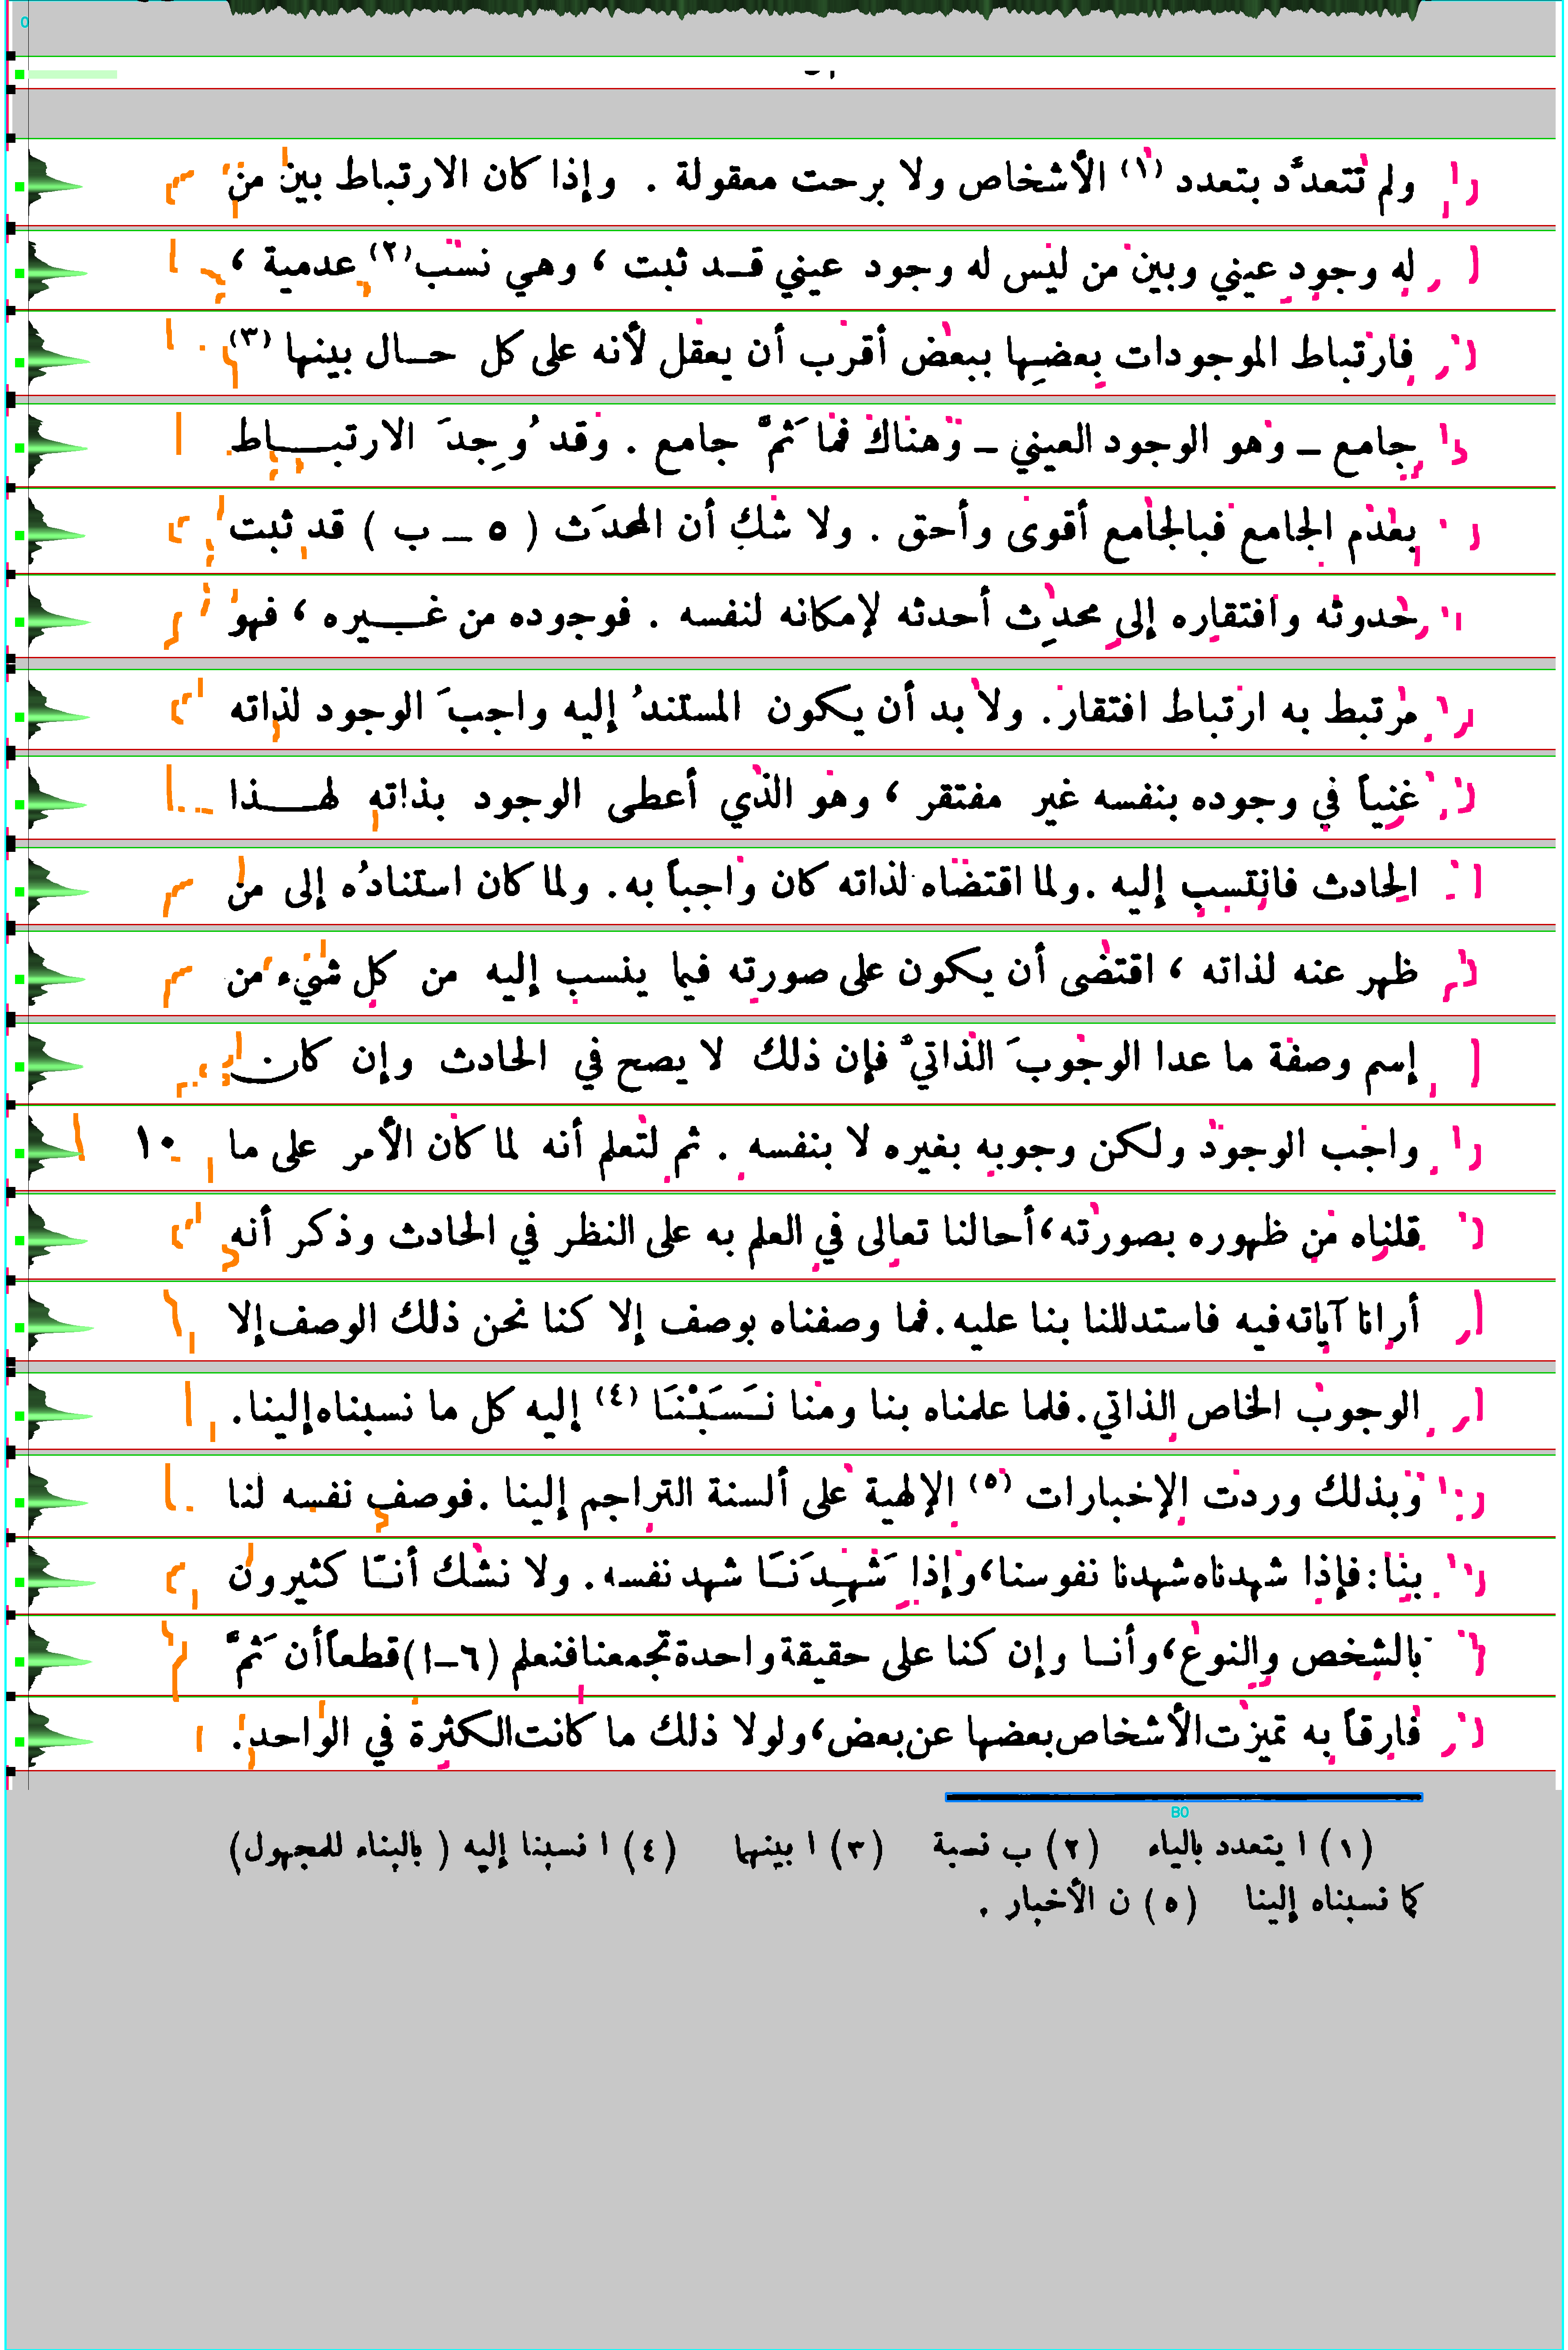 ولم تتعدَّد بتعدد (١) الأشخاص ولا برحت معقولة . وإذا كان الارتباط بين من
له وجود عيني وبين من ليس له وجود عيني قد ثبت ، وهي نسب (٢) عدمية ،
فارتباط الموجودات بعضها ببعض أقرب أن يعقل لأنه على كل حال بينها (٣)
جامع ـ وهو الوجود العيني ـ وهناك فما ثَمَّ جامع . وقد وُجِدَ الارتباط
بعدم الجامع فبالجامع أقوى وأحق . ولا شك أن المحدَث ( ٥ ـ ب ) قد ثبت
حدوثه وافتقاره إلى محدِث أحدثه لإمكانه لنفسه . فوجوده من غيره ، فهو
مرتبط به ارتباط افتقار . ولا بد أن يكون المستندُ إليه واجبَ الوجود لذاته
غنياً في وجوده بنفسه غير مفتقر ، وهو الذي أعطى الوجود بذاته لهذا
الحادث فانتسب إليه . ولما اقتضاه لذاته كان واجباً به . ولما كان استنادُه إلى من
ظهر عنه لذاته ، اقتضى أن يكون على صورته فيما ينسب إليه من كل شيء من
إسم وصفة ما عدا الوجوبَ الذاتيَّ فإن ذلك لا يصح في الحادث وإن كان
واجب الوجود ولكن وجوبه بغيره لا بنفسه . ثم لتعلم أنه لما كان الأمر على ما ١٠
قلناه من ظهوره بصورته ، أحالنا تعالى في العلم به على النظر في الحادث وذكر أنه
أرانا آياته فيه فاستدللنا بنا عليه . فما وصفناه بوصف إلا كنا نحن ذلك الوصف إلا
الوجوب الخاص الذاتي . فلما علمناه بنا ومنا نَسَبْنَا (٤) إليه كل ما نسبناه إلينا .
وبذلك وردت الإخبارات (٥) الإلهية على ألسنة التراجم إلينا . فوصف نفسه لنا
بنا : فإذا شهدناه شهدنا نفوسنا ، وإذا شَهِدَنَا شهد نفسه . ولا نشك أنَّا كثيرون
بالشخص والنوع ، وأنا وإن كنا على حقيقة واحدة تجمعنا فنعلم (٦ـ١) قطعاً أن ثَمَّ
فارقاً به تميزت الأشخاص بعضها عن بعض ، ولولا ذلك ما كانت الكثرة في الواحد .
(١) ا يتعدد بالياء (٢) ب نسبة (٣) ا بينهما (٤) ا نسبنا إليه ( بالبناء للمجهول)
كما نسبناه إلينا (٥) ن الأخبار .